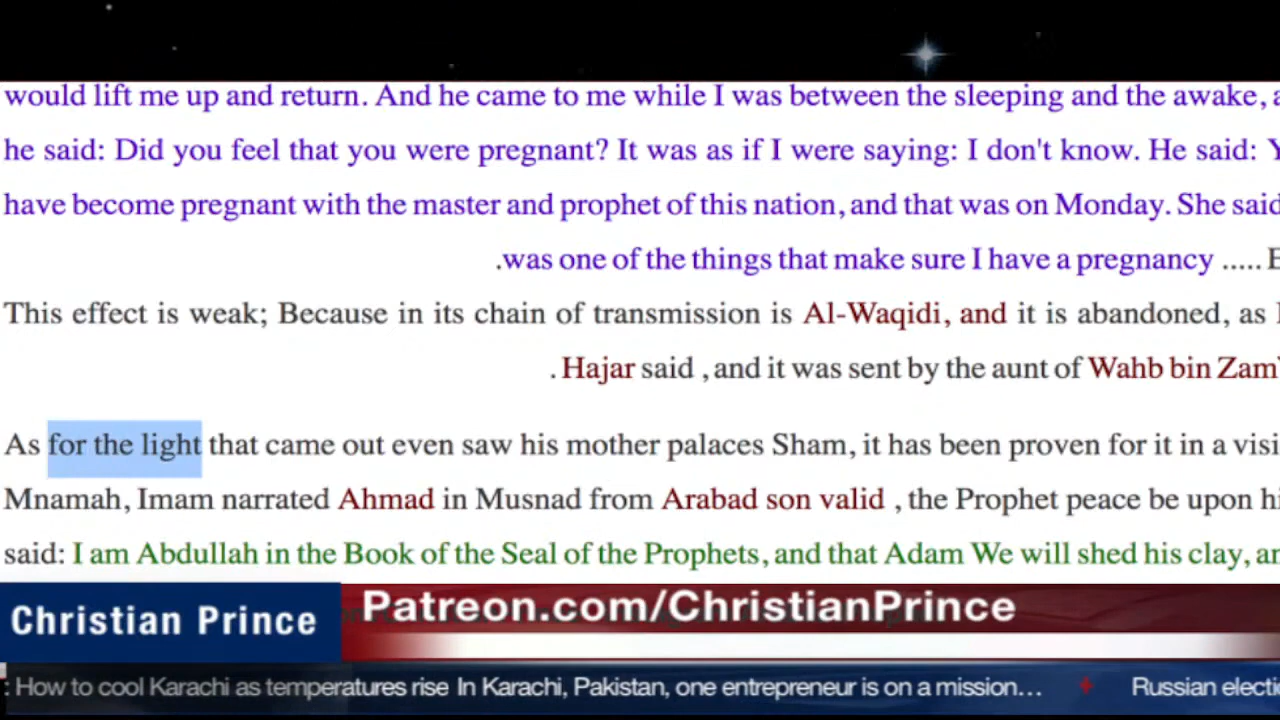 would lift me up and return. And he came to me while I was between the sleeping and the awake,
he said: Did you feel that you were pregnant? It was as if I were saying: I don't know. He said:
have become pregnant with the master and prophet of this nation, and that was on Monday. She said
.was one of the things that make sure I have a pregnancy .....
This effect is weak; Because in its chain of transmission is Al-Waqidi, and it is abandoned, as
. Hajar said , and it was sent by the aunt of Wahb bin
As for the light that came out even saw his mother palaces Sham, it has been proven for it in a
Mnamah, Imam narrated Ahmad in Musnad from Arabad son valid , the Prophet peace be upon
said: I am Abdullah in the Book of the Seal of the Prophets, and that Adam We will shed his clay,
Christian Prince
Patreon.com/ChristianPrince
: How to cool Karachi as temperatures rise In Karachi, Pakistan, one entrepreneur is on a mission… Russian